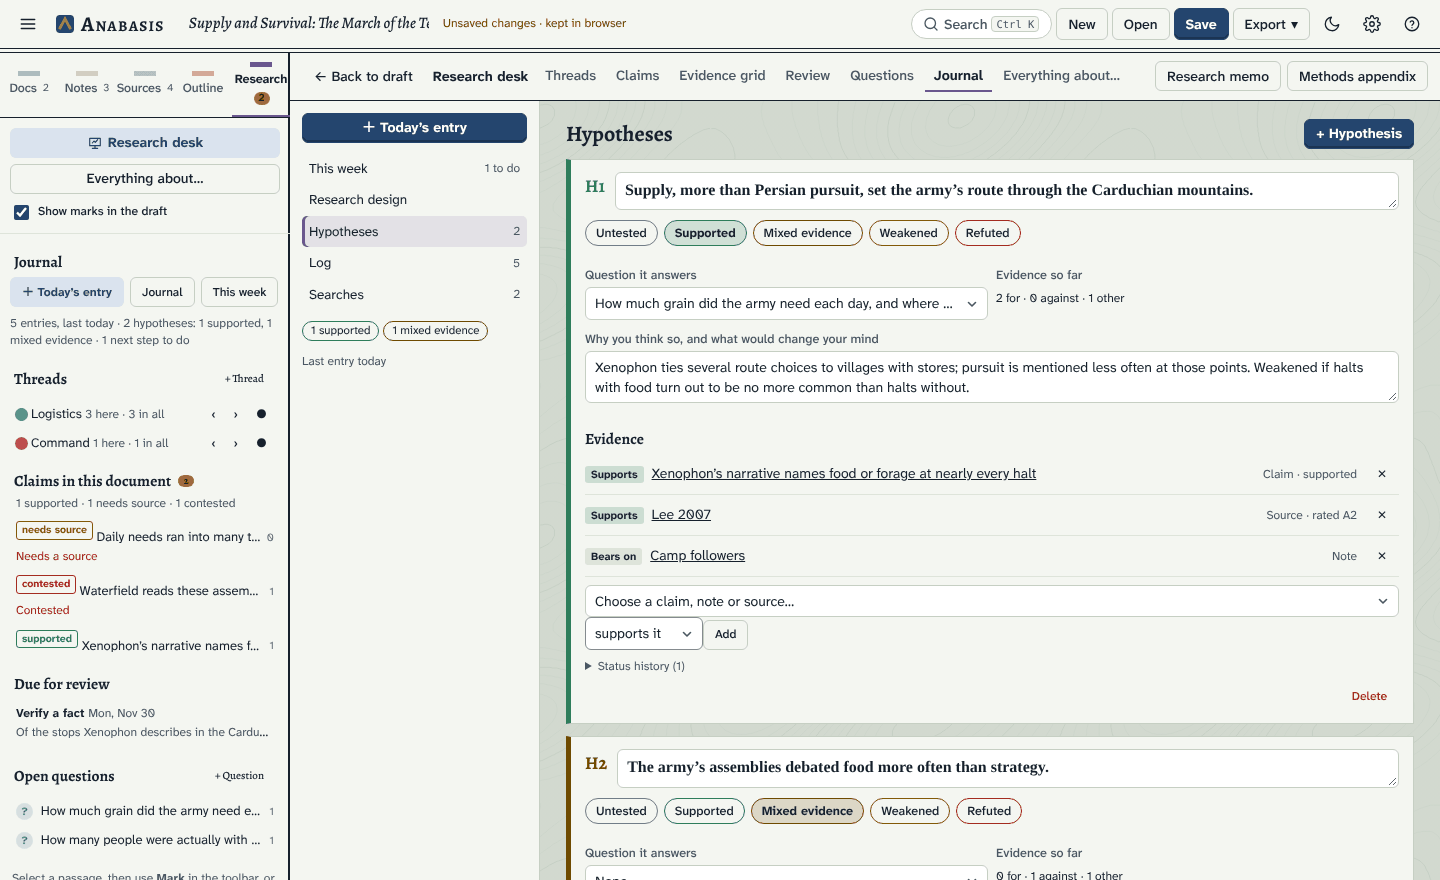 Anabasis
Supply and Survival: The March of the
Unsaved changes · kept in browser
Search Ctrl K
New
Open
Save
Export ▾
Docs 2
Notes 3
Sources 4
Outline
Research
2
← Back to draft
Research desk
Threads
Claims
Evidence grid
Review
Questions
Journal
Everything about…
Research memo
Methods appendix
Research desk
Everything about…
Show marks in the draft
Journal
+ Today's entry
Journal
This week
5 entries, last today · 2 hypotheses: 1 supported, 1
mixed evidence · 1 next step to do
Threads
+ Thread
Logistics 3 here · 3 in all ‹ ›
Command 1 here · 1 in all ‹ ›
Claims in this document 2
1 supported · 1 needs source · 1 contested
needs source Daily needs ran into many t… 0
Needs a source
contested Waterfield reads these assem… 1
Contested
supported Xenophon's narrative names f… 1
Due for review
Verify a fact Mon, Nov 30
Of the stops Xenophon describes in the Cardu…
Open questions
+ Question
? How much grain did the army need e… 1
? How many people were actually with … 1
Select a passage, then use Mark in the toolbar, or
+ Today's entry
This week 1 to do
Research design
Hypotheses 2
Log 5
Searches 2
1 supported
1 mixed evidence
Last entry today
Hypotheses
+ Hypothesis
H1 Supply, more than Persian pursuit, set the army's route through the Carduchian mountains.
Untested
Supported
Mixed evidence
Weakened
Refuted
Question it answers
Evidence so far
How much grain did the army need each day, and where …
2 for · 0 against · 1 other
Why you think so, and what would change your mind
Xenophon ties several route choices to villages with stores; pursuit is mentioned less often at those points. Weakened if halts
with food turn out to be no more common than halts without.
Evidence
Supports Xenophon's narrative names food or forage at nearly every halt Claim · supported ✕
Supports Lee 2007 Source · rated A2 ✕
Bears on Camp followers Note ✕
Choose a claim, note or source…
supports it
Add
▶ Status history (1)
Delete
H2 The army's assemblies debated food more often than strategy.
Untested
Supported
Mixed evidence
Weakened
Refuted
Question it answers
Evidence so far
None
0 for · 1 against · 1 other